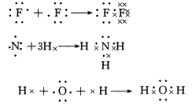 :F̈· + ·F̈: ⟶ :F̈×F̈×
·N̈: + 3H× ⟶ H×N̈×H
H
H× + ·Ö· + ×H ⟶ H×Ö×H